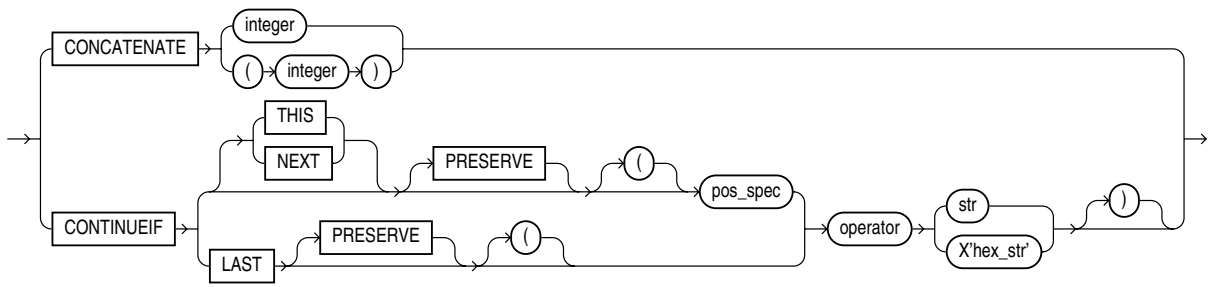 CONCATENATE
integer
( integer )
THIS
NEXT
PRESERVE
(
pos_spec
CONTINUEIF
LAST
PRESERVE
(
operator
str
X'hex_str'
)